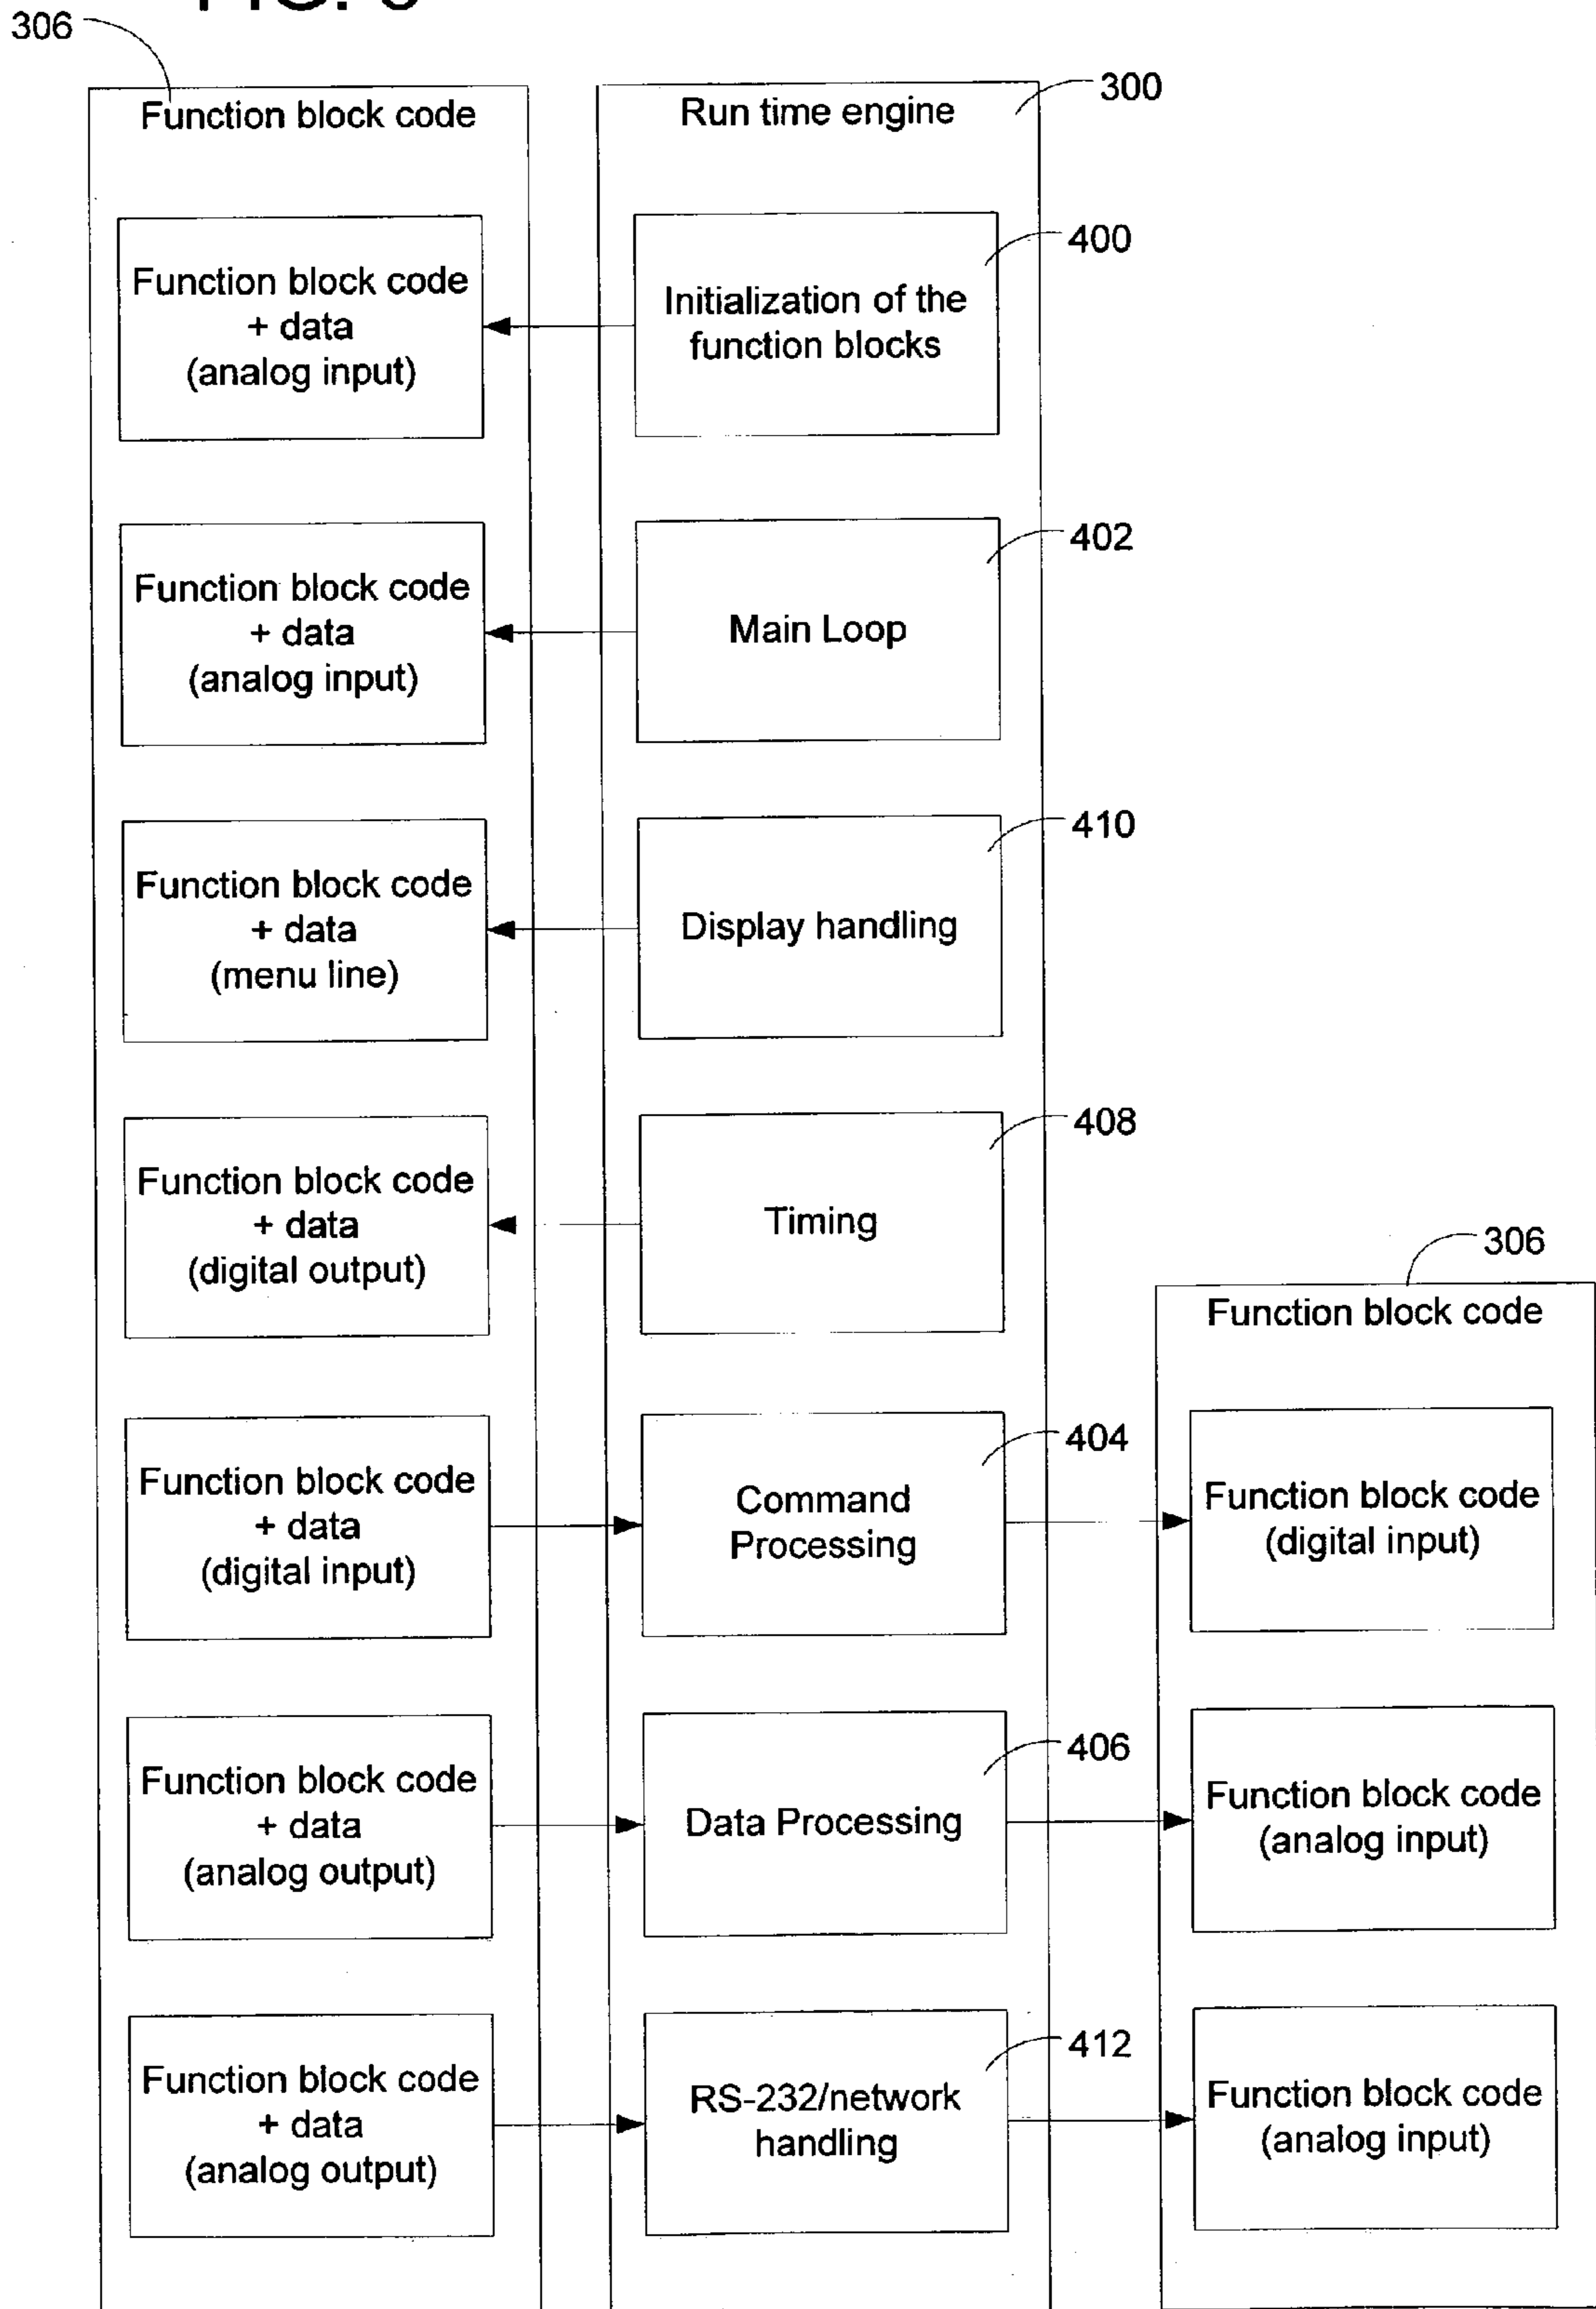 306
Function block code
Run time engine
300
Function block code
+ data
(analog input)
Initialization of the
function blocks
400
Function block code
+ data
(analog input)
Main Loop
402
Function block code
+ data
(menu line)
Display handling
410
Function block code
+ data
(digital output)
Timing
408
306
Function block code
Function block code
+ data
(digital input)
Command
Processing
404
Function block code
(digital input)
Function block code
+ data
(analog output)
Data Processing
406
Function block code
(analog input)
Function block code
+ data
(analog output)
RS-232/network
handling
412
Function block code
(analog input)